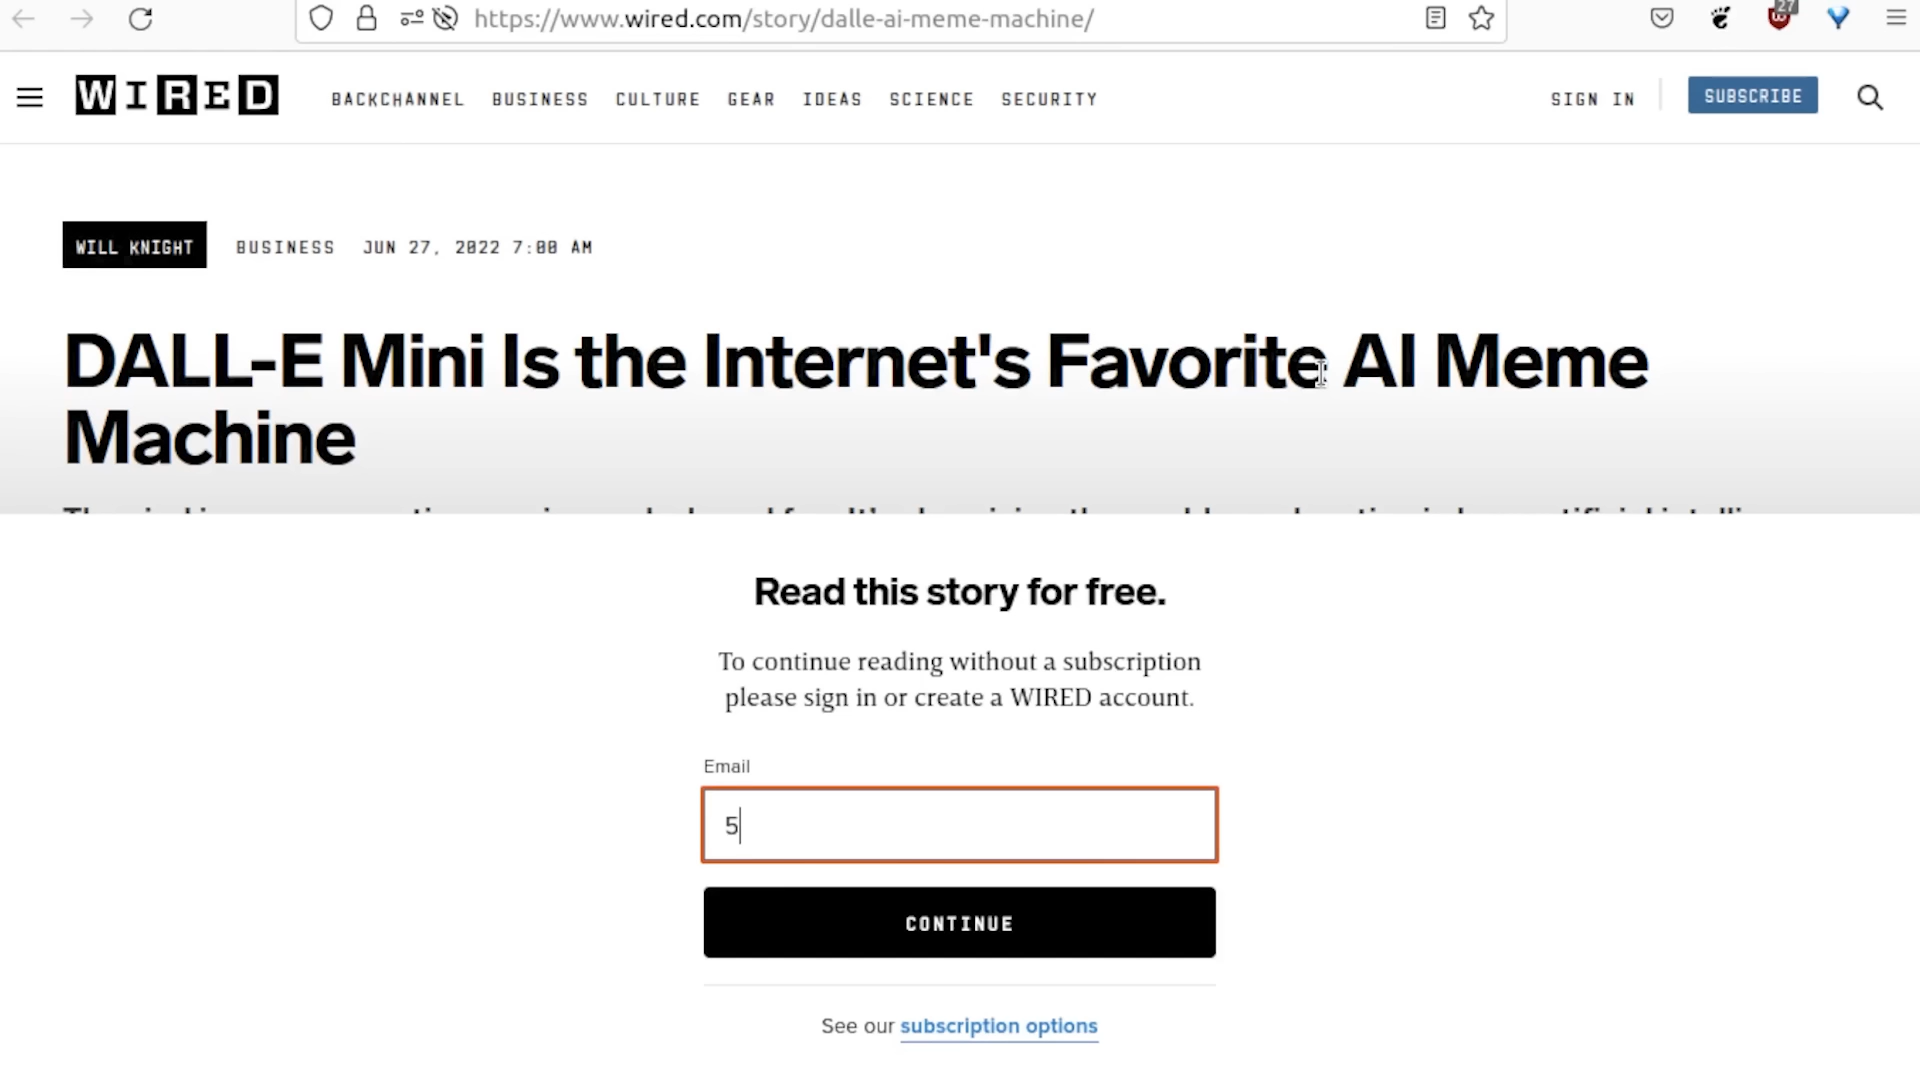 https://www.wired.com/story/dalle-ai-meme-machine/
27
WIRED
BACKCHANNEL BUSINESS CULTURE GEAR IDEAS SCIENCE SECURITY
SIGN IN
SUBSCRIBE
WILL KNIGHT BUSINESS JUN 27, 2022 7:00 AM
DALL-E Mini Is the Internet's Favorite AI Meme
Machine
Read this story for free.
To continue reading without a subscription
please sign in or create a WIRED account.
Email
5
CONTINUE
See our subscription options